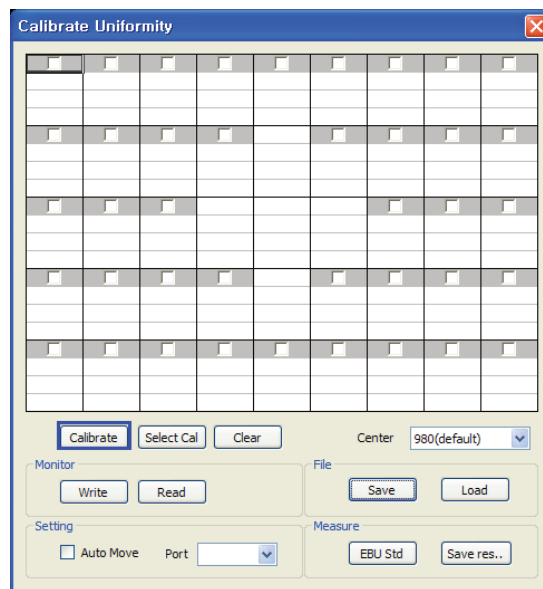 Calibrate Uniformity
Calibrate Select Cal Clear Center 980(default)
Monitor File
Write Read Save Load
Setting Measure
Auto Move Port EBU Std Save res..